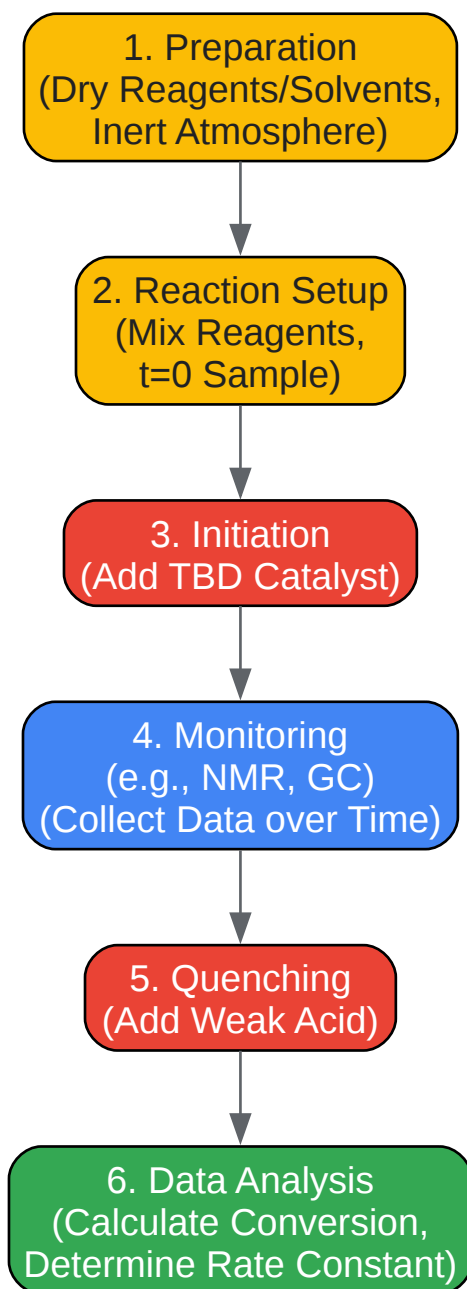 1. Preparation
(Dry Reagents/Solvents,
Inert Atmosphere)
2. Reaction Setup
(Mix Reagents,
t=0 Sample)
3. Initiation
(Add TBD Catalyst)
4. Monitoring
(e.g., NMR, GC)
(Collect Data over Time)
5. Quenching
(Add Weak Acid)
6. Data Analysis
(Calculate Conversion,
Determine Rate Constant)